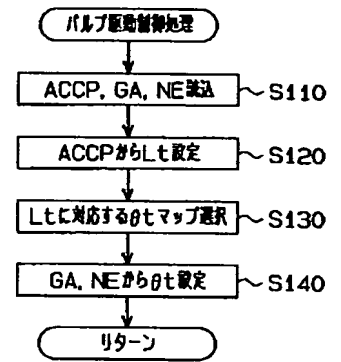 バルブ駆動制御処理
ACCP, GA, NE読込 S110
ACCPからLt設定 S120
Ltに対応するθtマップ選択 S130
GA, NEからθt設定 S140
リターン